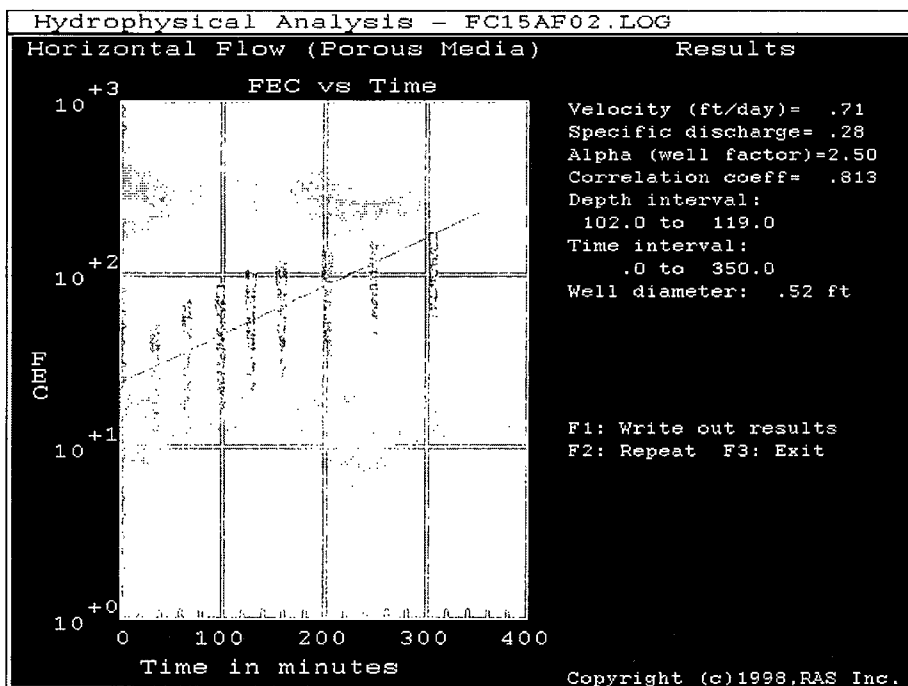 Hydrophysical Analysis - FC15AF02.LOG
Horizontal Flow (Porous Media)
Results
FEC vs Time
10+3
10+2
10+1
10+0
FEC
0 100 200 300 400
Time in minutes
Velocity (ft/day)= .71
Specific discharge= .28
Alpha (well factor)=2.50
Correlation coeff= .813
Depth interval:
102.0 to 119.0
Time interval:
.0 to 350.0
Well diameter: .52 ft
F1: Write out results
F2: Repeat F3: Exit
Copyright (c)1998,RAS Inc.